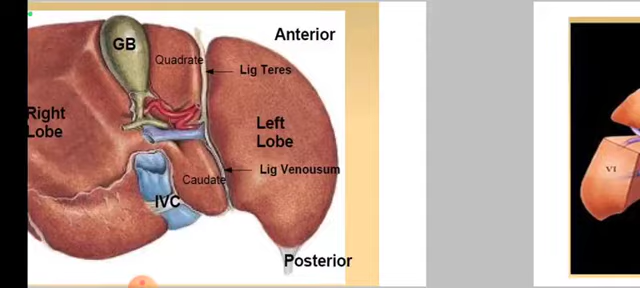 Anterior
GB
Quadrate
Lig Teres
Right
Lobe
Left
Lobe
Lig Venousum
Caudate
IVC
Posterior
VI